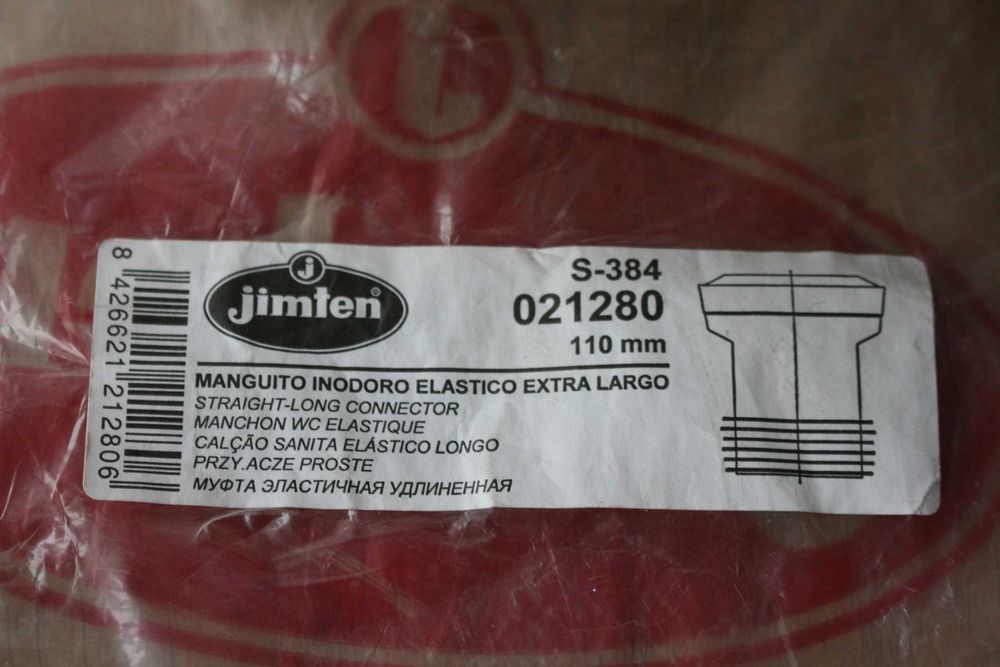 8 426621 212806
j
jimten®
S-384
021280
110 mm
MANGUITO INODORO ELASTICO EXTRA LARGO
STRAIGHT-LONG CONNECTOR
MANCHON WC ELASTIQUE
CALÇÃO SANITA ELÁSTICO LONGO
PRZY.ACZE PROSTE
МУФТА ЭЛАСТИЧНАЯ УДЛИНЕННАЯ